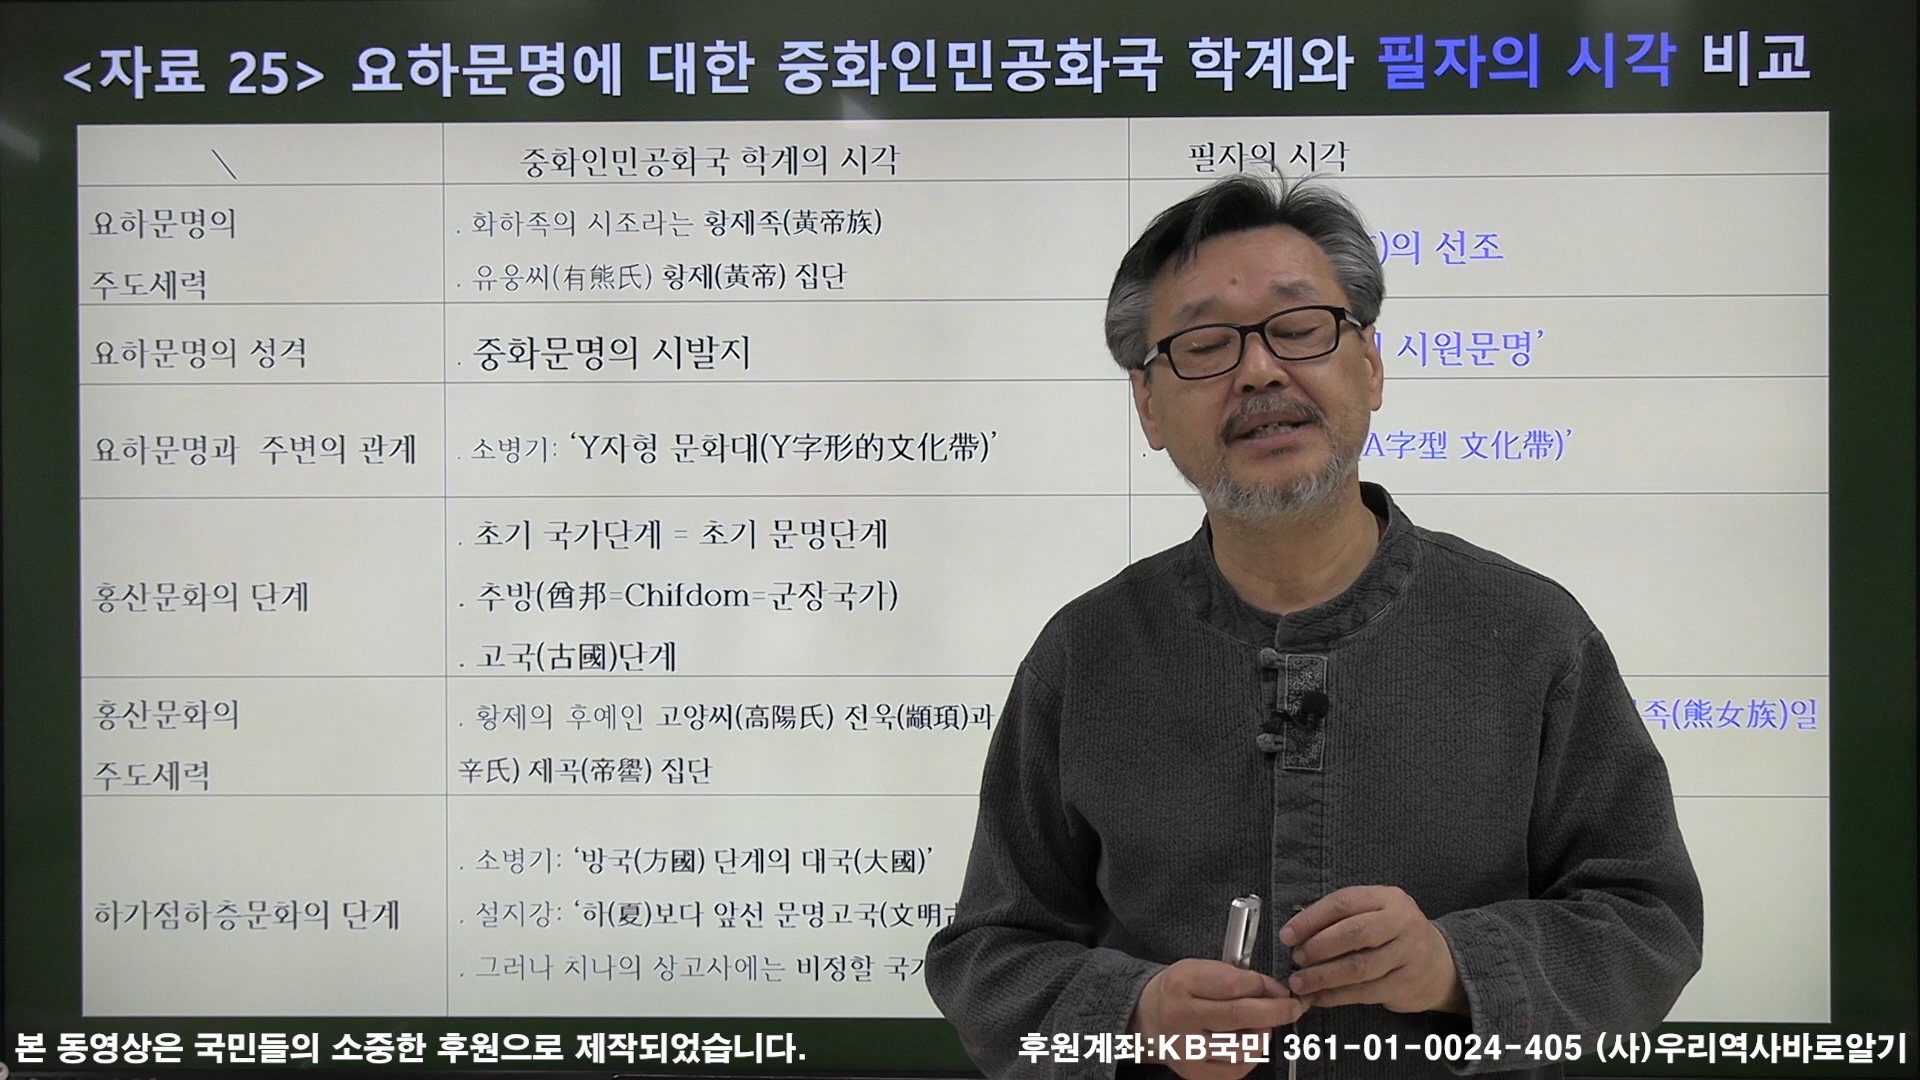 <자료 25> 요하문명에 대한 중화인민공화국 학계와 필자의 시각 비교
\ 중화인민공화국 학계의 시각 필자의 시각
요하문명의
주도세력
. 화하족의 시조라는 황제족(黃帝族)
. 유웅씨(有熊氏) 황제(黃帝) 집단
)의 선조
요하문명의 성격
. 중화문명의 시발지
시원문명’
요하문명과 주변의 관계
. 소병기: ‘Y자형 문화대(Y字形的文化帶)’
A字型 文化帶)’
홍산문화의 단계
. 초기 국가단계 = 초기 문명단계
. 추방(酋邦=Chifdom=군장국가)
. 고국(古國)단계
홍산문화의
주도세력
. 황제의 후예인 고양씨(高陽氏) 전욱(顓頊)과
辛氏) 제곡(帝嚳) 집단
족(熊女族)일
하가점하층문화의 단계
. 소병기: ‘방국(方國) 단계의 대국(大國)’
. 설지강: ‘하(夏)보다 앞선 문명고국(文明
. 그러나 치나의 상고사에는 비정할 국
본 동영상은 국민들의 소중한 후원으로 제작되었습니다.
후원계좌:KB국민 361-01-0024-405 (사)우리역사바로알기